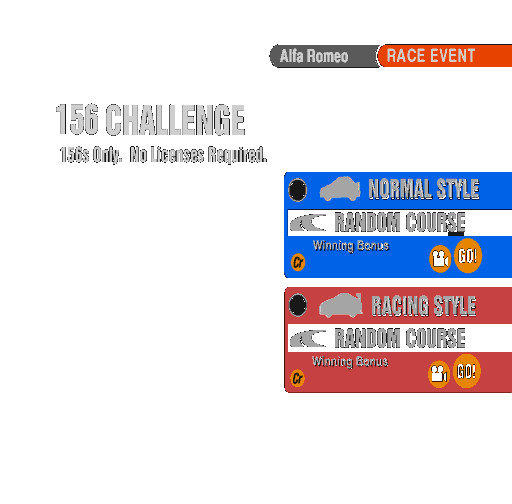 Alfa Romeo RACE EVENT
156 CHALLENGE
156s Only. No Licenses Required.
NORMAL STYLE
RANDOM COURSE
Winning Bonus
Cr
GO!
RACING STYLE
RANDOM COURSE
Winning Bonus
Cr
GO!